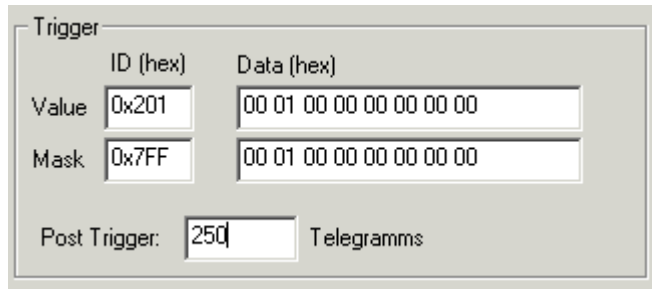 Trigger
ID (hex) Data (hex)
Value 0x201 00 01 00 00 00 00 00 00
Mask 0x7FF 00 01 00 00 00 00 00 00
Post Trigger: 250 Telegramms